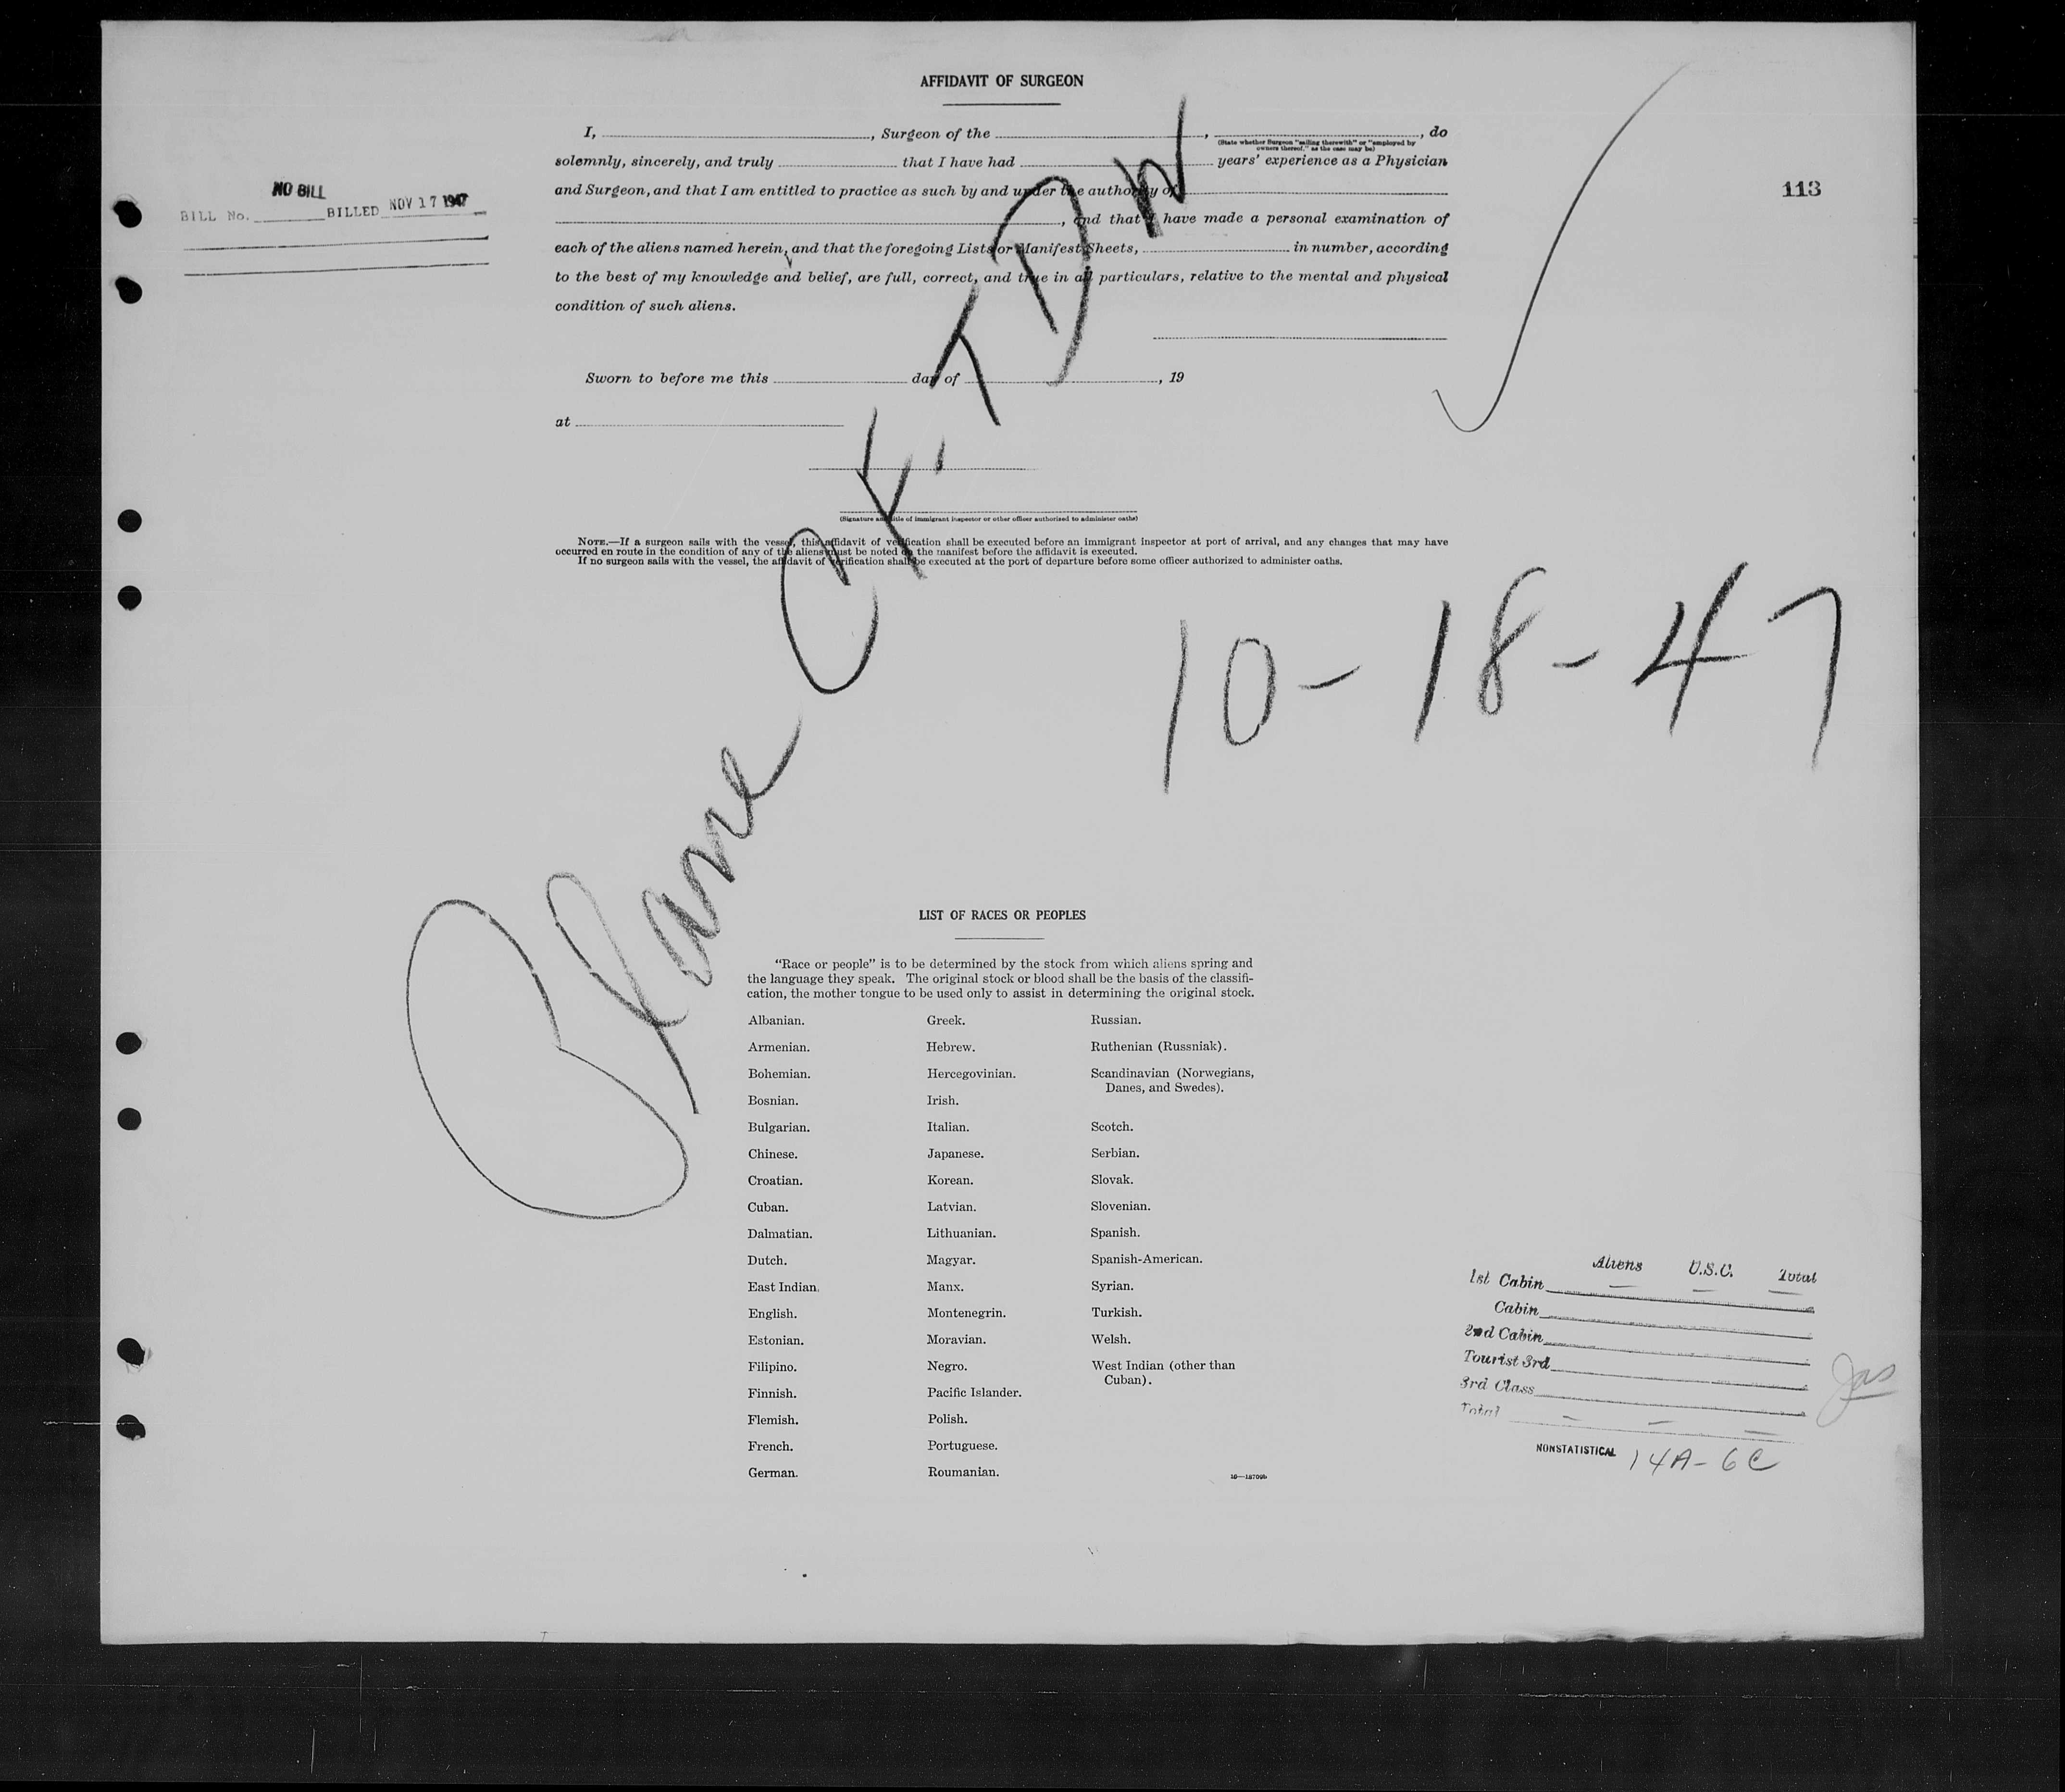 AFFIDAVIT OF SURGEON
I, , Surgeon of the , , do
(State whether Surgeon "sailing therewith" or "employed by
owners thereof," as the case may be)
solemnly, sincerely, and truly that I have had years' experience as a Physician
and Surgeon, and that I am entitled to practice as such by and under the authority of
, and that I have made a personal examination of
each of the aliens named herein, and that the foregoing Lists or Manifest Sheets, in number, according
to the best of my knowledge and belief, are full, correct, and true in all particulars, relative to the mental and physical
condition of such aliens.
NO BILL
BILL No. BILLED NOV 17 1947
113
Sworn to before me this day of , 19
at
(Signature and title of immigrant inspector or other officer authorized to administer oaths)
NOTE.—If a surgeon sails with the vessel, this affidavit of verification shall be executed before an immigrant inspector at port of arrival, and any changes that may have
occurred en route in the condition of any of the aliens must be noted on the manifest before the affidavit is executed.
If no surgeon sails with the vessel, the affidavit of verification shall be executed at the port of departure before some officer authorized to administer oaths.
Plane CK. TDW
10-18-47
LIST OF RACES OR PEOPLES
"Race or people" is to be determined by the stock from which aliens spring and
the language they speak. The original stock or blood shall be the basis of the classifi-
cation, the mother tongue to be used only to assist in determining the original stock.
Albanian.
Armenian.
Bohemian.
Bosnian.
Bulgarian.
Chinese.
Croatian.
Cuban.
Dalmatian.
Dutch.
East Indian.
English.
Estonian.
Filipino.
Finnish.
Flemish.
French.
German.
Greek.
Hebrew.
Hercegovinian.
Irish.
Italian.
Japanese.
Korean.
Latvian.
Lithuanian.
Magyar.
Manx.
Montenegrin.
Moravian.
Negro.
Pacific Islander.
Polish.
Portuguese.
Roumanian.
Russian.
Ruthenian (Russniak).
Scandinavian (Norwegians,
Danes, and Swedes).
Scotch.
Serbian.
Slovak.
Slovenian.
Spanish.
Spanish-American.
Syrian.
Turkish.
Welsh.
West Indian (other than
Cuban).
Aliens U.S.C. Total
1st Cabin
Cabin
2nd Cabin
Tourist 3rd
3rd Class
Total
NONSTATISTICAL 14A-6C